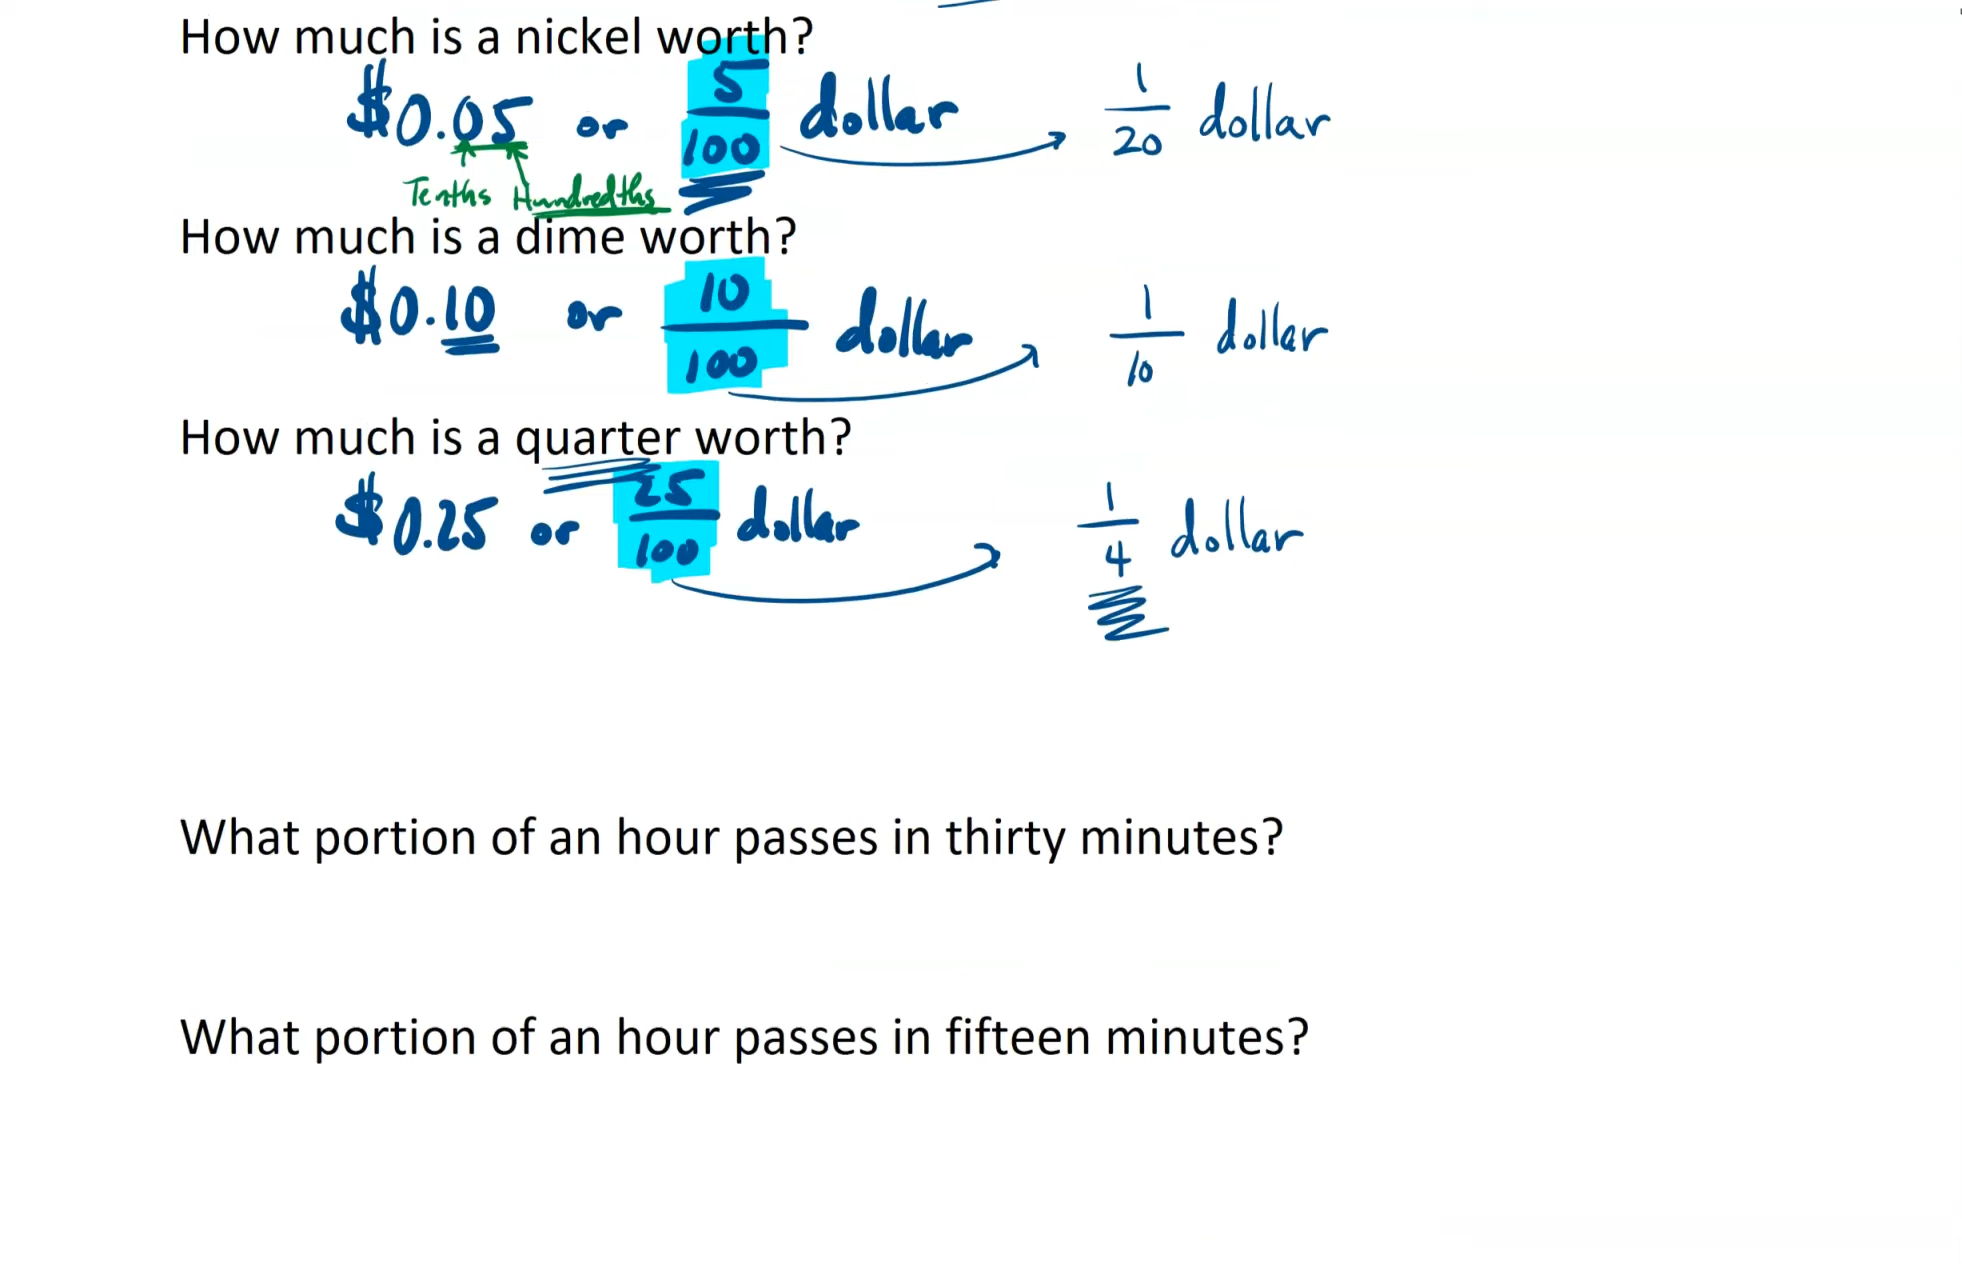 How much is a nickel worth?
$0.05 or 5/100 dollar 1/20 dollar
Tenths Hundredths
How much is a dime worth?
$0.10 or 10/100 dollar 1/10 dollar
How much is a quarter worth?
$0.25 or 25/100 dollar 1/4 dollar
What portion of an hour passes in thirty minutes?
What portion of an hour passes in fifteen minutes?